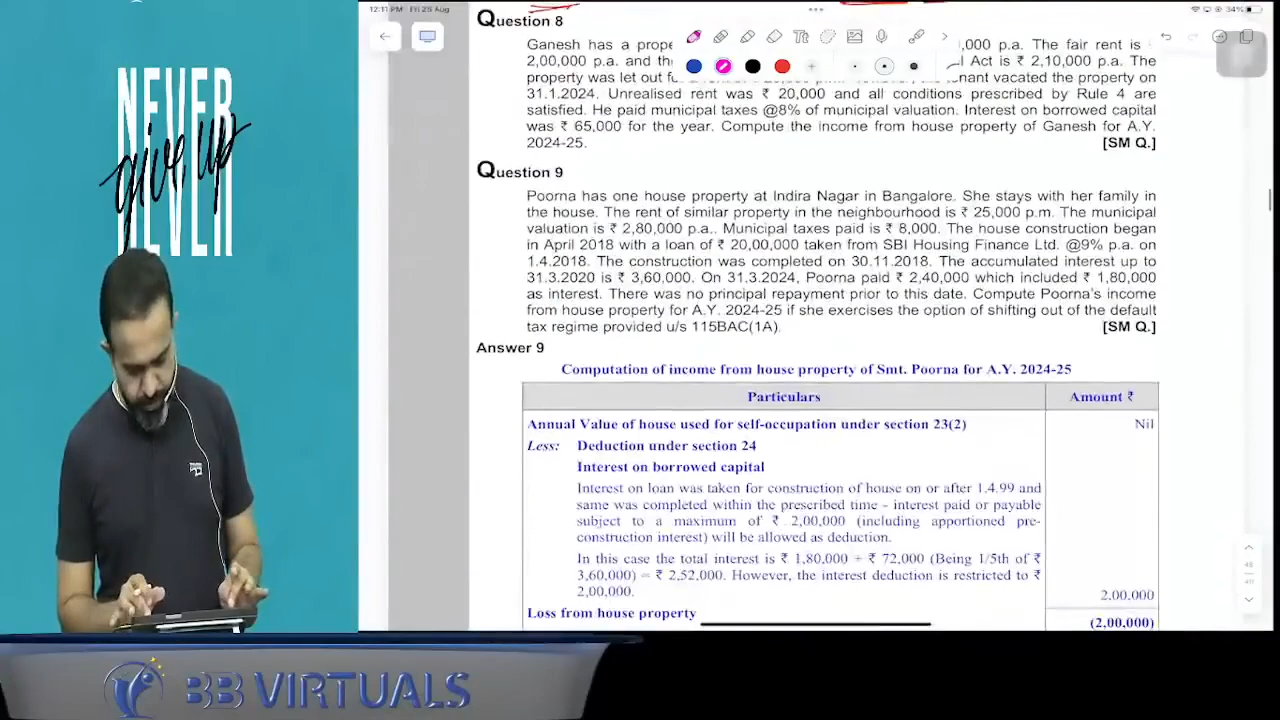 12:11 PM Fri 25 Aug
34%
NEVER
give up
NEVER
Question 8
Ganesh has a prope ,000 p.a. The fair rent is
2,00,000 p.a. and th l Act is ₹ 2,10,000 p.a. The
property was let out f nant vacated the property on
31.1.2024. Unrealised rent was ₹ 20,000 and all conditions prescribed by Rule 4 are
satisfied. He paid municipal taxes @8% of municipal valuation. Interest on borrowed capital
was ₹ 65,000 for the year. Compute the income from house property of Ganesh for A.Y.
2024-25. [SM Q.]
Question 9
Poorna has one house property at Indira Nagar in Bangalore. She stays with her family in
the house. The rent of similar property in the neighbourhood is ₹ 25,000 p.m. The municipal
valuation is ₹ 2,80,000 p.a.. Municipal taxes paid is ₹ 8,000. The house construction began
in April 2018 with a loan of ₹ 20,00,000 taken from SBI Housing Finance Ltd. @9% p.a. on
1.4.2018. The construction was completed on 30.11.2018. The accumulated interest up to
31.3.2020 is ₹ 3,60,000. On 31.3.2024, Poorna paid ₹ 2,40,000 which included ₹ 1,80,000
as interest. There was no principal repayment prior to this date. Compute Poorna's income
from house property for A.Y. 2024-25 if she exercises the option of shifting out of the default
tax regime provided u/s 115BAC(1A). [SM Q.]
Answer 9
Computation of income from house property of Smt. Poorna for A.Y. 2024-25
Particulars Amount ₹
Annual Value of house used for self-occupation under section 23(2) Nil
Less: Deduction under section 24
Interest on borrowed capital
Interest on loan was taken for construction of house on or after 1.4.99 and
same was completed within the prescribed time - interest paid or payable
subject to a maximum of ₹ 2,00,000 (including apportioned pre-
construction interest) will be allowed as deduction.
In this case the total interest is ₹ 1,80,000 + ₹ 72,000 (Being 1/5th of ₹
3,60,000) = ₹ 2,52,000. However, the interest deduction is restricted to ₹
2,00,000. 2,00,000
Loss from house property (2,00,000)
BB VIRTUALS